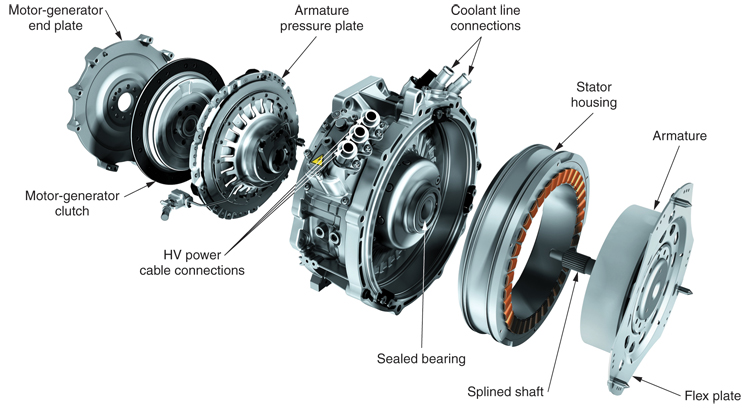 Motor-generator
end plate
Armature
pressure plate
Coolant line
connections
Stator
housing
Armature
Motor-generator
clutch
HV power
cable connections
Sealed bearing
Splined shaft
Flex plate